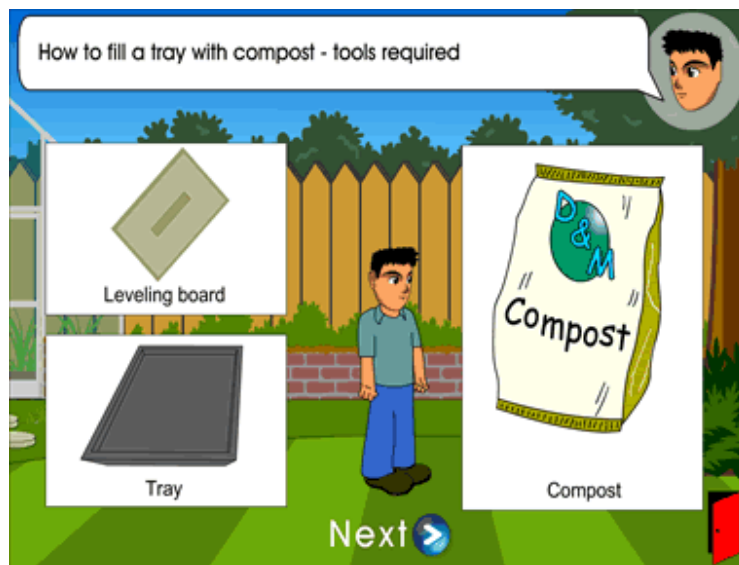 How to fill a tray with compost - tools required
Leveling board
Tray
D & M
Compost
Compost
Next